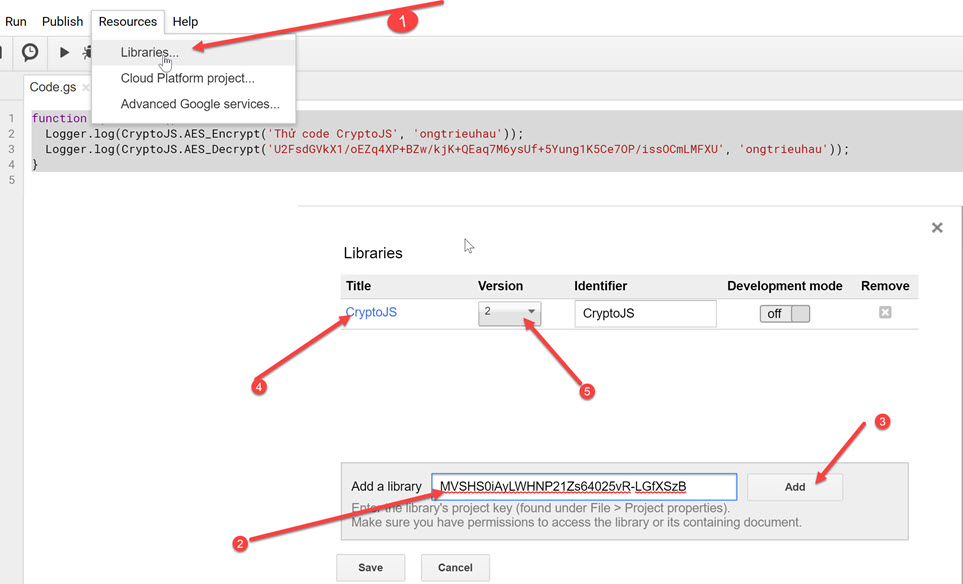 Run Publish Resources Help
1
Libraries...
Cloud Platform project...
Code.gs ×
Advanced Google services...
1 function
2 Logger.log(CryptoJS.AES_Encrypt('Thử code CryptoJS', 'ongtrieuhau'));
3 Logger.log(CryptoJS.AES_Decrypt('U2FsdGVkX1/oEZq4XP+BZw/kjK+QEaq7M6ysUf+5Yung1K5Ce7OP/issOCmLMFXU', 'ongtrieuhau'));
4 }
5
Libraries
Title Version Identifier Development mode Remove
CryptoJS 2 CryptoJS off
4
5
3
Add a library MVSHS0iAyLWHNP21Zs64025vR-LGfXSzB Add
Enter the library's project key (found under File > Project properties).
Make sure you have permissions to access the library or its containing document.
2
Save Cancel